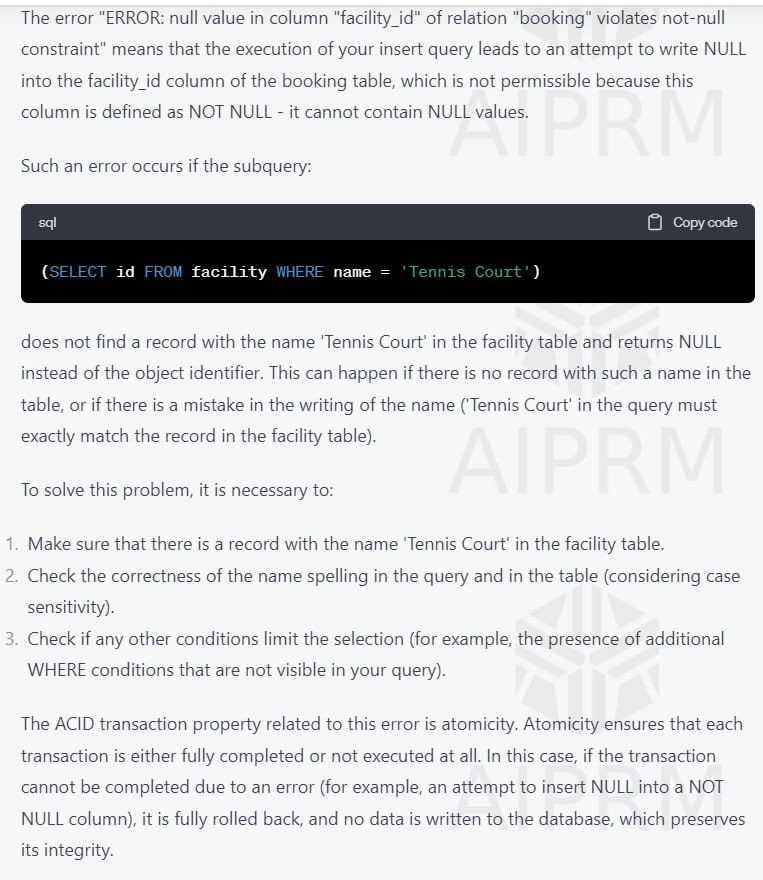 The error "ERROR: null value in column "facility_id" of relation "booking" violates not-null
constraint" means that the execution of your insert query leads to an attempt to write NULL
into the facility_id column of the booking table, which is not permissible because this
column is defined as NOT NULL - it cannot contain NULL values.
AIPRM
Such an error occurs if the subquery:
sql
Copy code
(SELECT id FROM facility WHERE name = 'Tennis Court')
does not find a record with the name 'Tennis Court' in the facility table and returns NULL
instead of the object identifier. This can happen if there is no record with such a name in the
table, or if there is a mistake in the writing of the name ('Tennis Court' in the query must
exactly match the record in the facility table).
AIPRM
To solve this problem, it is necessary to:
1. Make sure that there is a record with the name 'Tennis Court' in the facility table.
2. Check the correctness of the name spelling in the query and in the table (considering case
sensitivity).
3. Check if any other conditions limit the selection (for example, the presence of additional
WHERE conditions that are not visible in your query).
The ACID transaction property related to this error is atomicity. Atomicity ensures that each
transaction is either fully completed or not executed at all. In this case, if the transaction
cannot be completed due to an error (for example, an attempt to insert NULL into a NOT
NULL column), it is fully rolled back, and no data is written to the database, which preserves
its integrity.
AIPRM